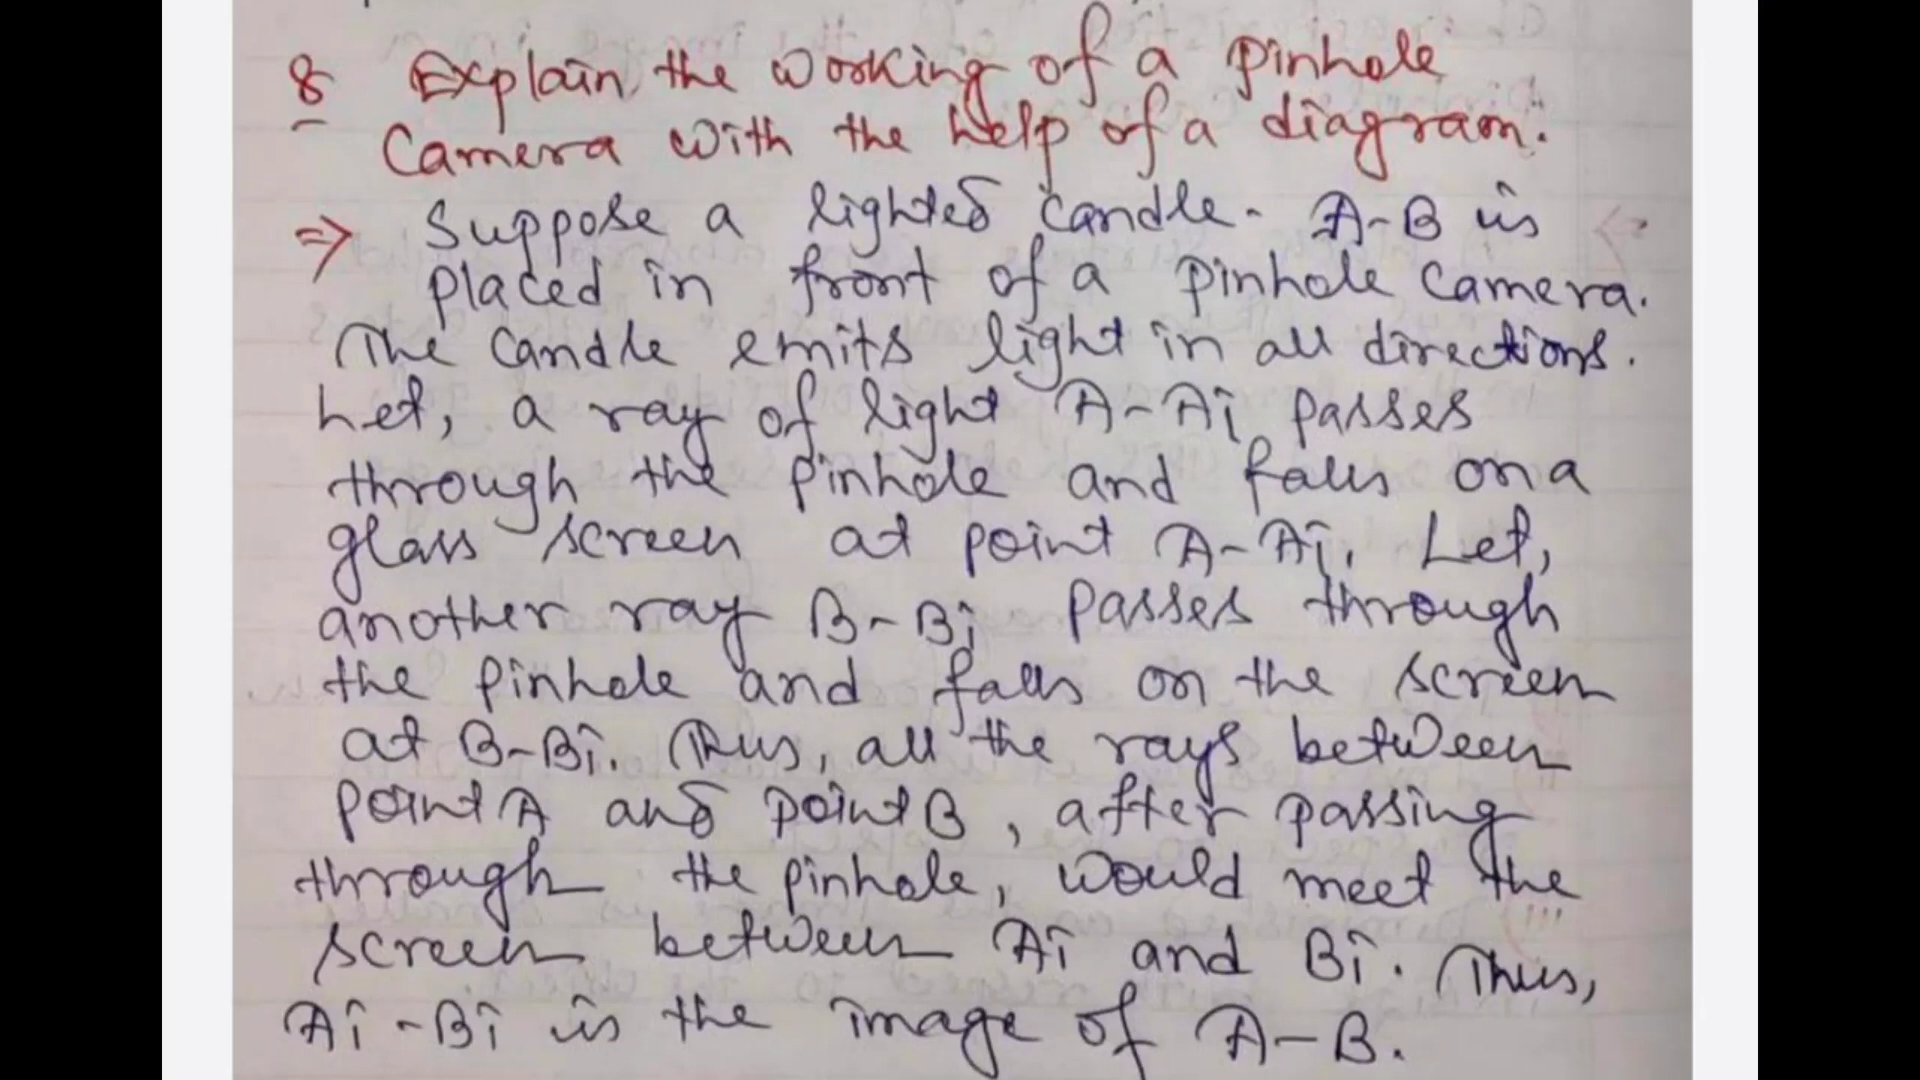 8 Explain the working of a pinhole
Camera with the help of a diagram.
⇒ Suppose a lighted candle. A-B is
placed in front of a pinhole camera.
The candle emits light in all directions.
Let, a ray of light A-Ai passes
through the pinhole and falls on a
glass screen at point A-Ai. Let,
another ray B-Bi passes through
the pinhole and falls on the screen
at B-Bi. Thus, all the rays between
point A and point B, after passing
through the pinhole, would meet the
screen between Ai and Bi. Thus,
Ai-Bi is the image of A-B.